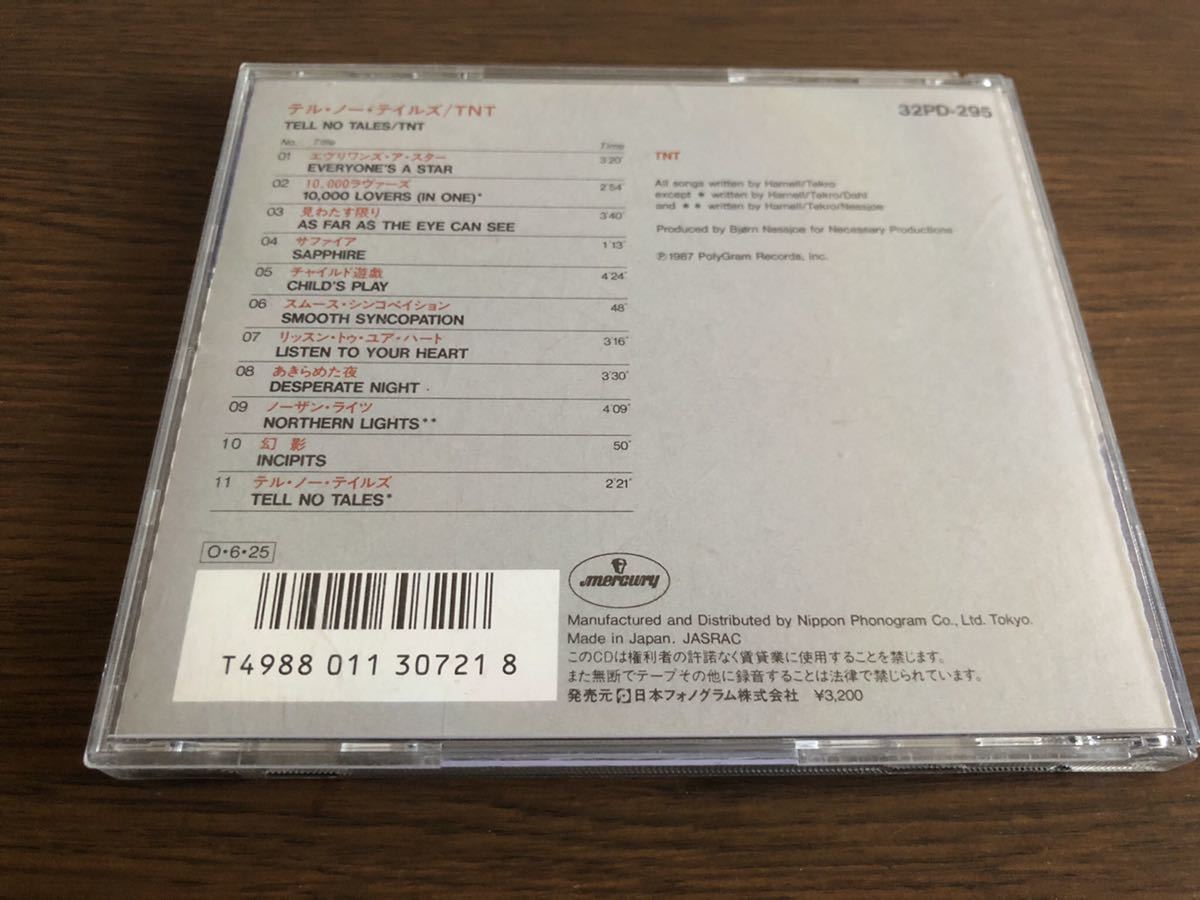 テル・ノー・テイルズ/TNT
TELL NO TALES/TNT
No. Title Time
01 エヴリワンズ・ア・スター 3'20"
EVERYONE'S A STAR
02 10,000ラヴァーズ 2'54"
10,000 LOVERS (IN ONE)*
03 見わたす限り 3'40"
AS FAR AS THE EYE CAN SEE
04 サファイア 1'13"
SAPPHIRE
05 チャイルド遊戯 4'24"
CHILD'S PLAY
06 スムース・シンコペイション 48"
SMOOTH SYNCOPATION
07 リッスン・トゥ・ユア・ハート 3'16"
LISTEN TO YOUR HEART
08 あきらめた夜 3'30"
DESPERATE NIGHT
09 ノーザン・ライツ 4'09"
NORTHERN LIGHTS**
10 幻影 50"
INCIPITS
11 テル・ノー・テイルズ 2'21"
TELL NO TALES*
32PD-295
TNT
All songs written by Harnell/Tekro
except * written by Harnell/Tekro/Dahl
and ** written by Harnell/Tekro/Nessjoe
Produced by Bjørn Nessjoe for Necessary Productions
℗1987 PolyGram Records, Inc.
O・6・25
T4988 011 30721 8
mercury
Manufactured and Distributed by Nippon Phonogram Co., Ltd. Tokyo.
Made in Japan. JASRAC
このCDは権利者の許諾なく賃貸業に使用することを禁じます。
また無断でテープその他に録音することは法律で禁じられています。
発売元 日本フォノグラム株式会社 ¥3,200